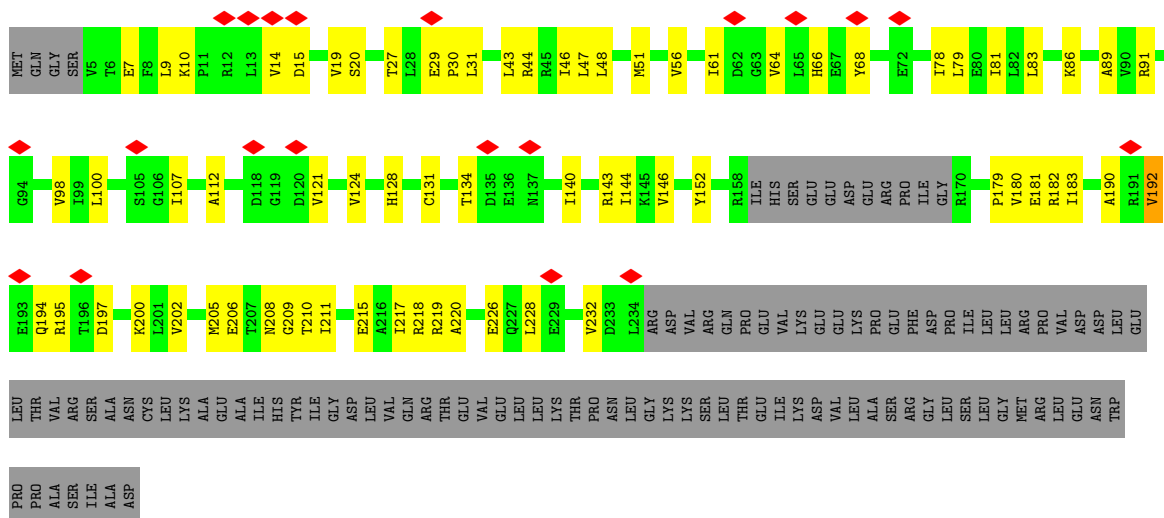 MET GLN GLY SER V5 T6 E7 F8 L9 K10 P11 R12 L13 V14 D15 V19 S20 T27 L28 E29 P30 L31 L43 R44 R45 I46 L47 L48 M51 V56 I61 D62 G63 V64 L65 H66 E67 Y68 E72 I78 L79 E80 I81 L82 L83 K86 A89 V90 R91
G94 V98 I99 L100 S105 G106 I107 A112 D118 G119 D120 V121 V124 H128 C131 T134 D135 E136 N137 I140 R143 I144 K145 V146 Y152 R158 ILE HIS SER GLU GLU ASP GLU ARG PRO ILE GLY R170 P179 V180 E181 R182 I183 A190 R191 V192
E193 Q194 R195 T196 D197 K200 L201 V202 M205 E206 T207 N208 G209 T210 I211 E215 A216 I217 R218 R219 A220 E226 Q227 L228 E229 V232 D233 L234 ARG ASP VAL ARG GLN PRO GLU VAL LYS GLU GLU LYS PRO GLU PHE ASP PRO ILE LEU LEU ARG PRO VAL ASP ASP LEU GLU
LEU THR VAL ARG SER ALA ASN CYS LEU LYS ALA GLU ALA ILE HIS TYR ILE GLY ASP LEU VAL GLN ARG THR GLU VAL GLU LEU LEU LYS THR PRO ASN LEU GLY LYS LYS SER LEU THR GLU ILE LYS ASP VAL LEU ALA SER ARG GLY LEU SER LEU GLY MET ARG LEU GLU ASN TRP
PRO PRO ALA SER ILE ALA ASP